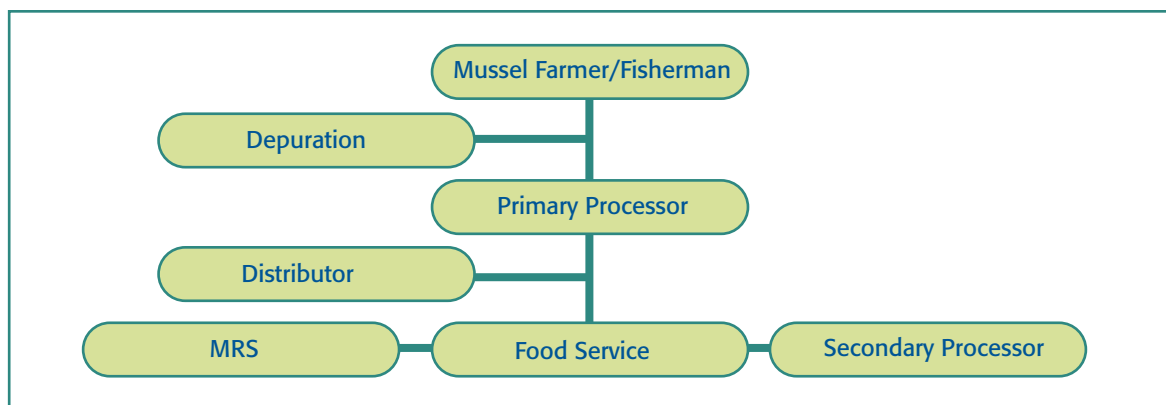 Mussel Farmer/Fisherman
Depuration
Primary Processor
Distributor
MRS
Food Service
Secondary Processor